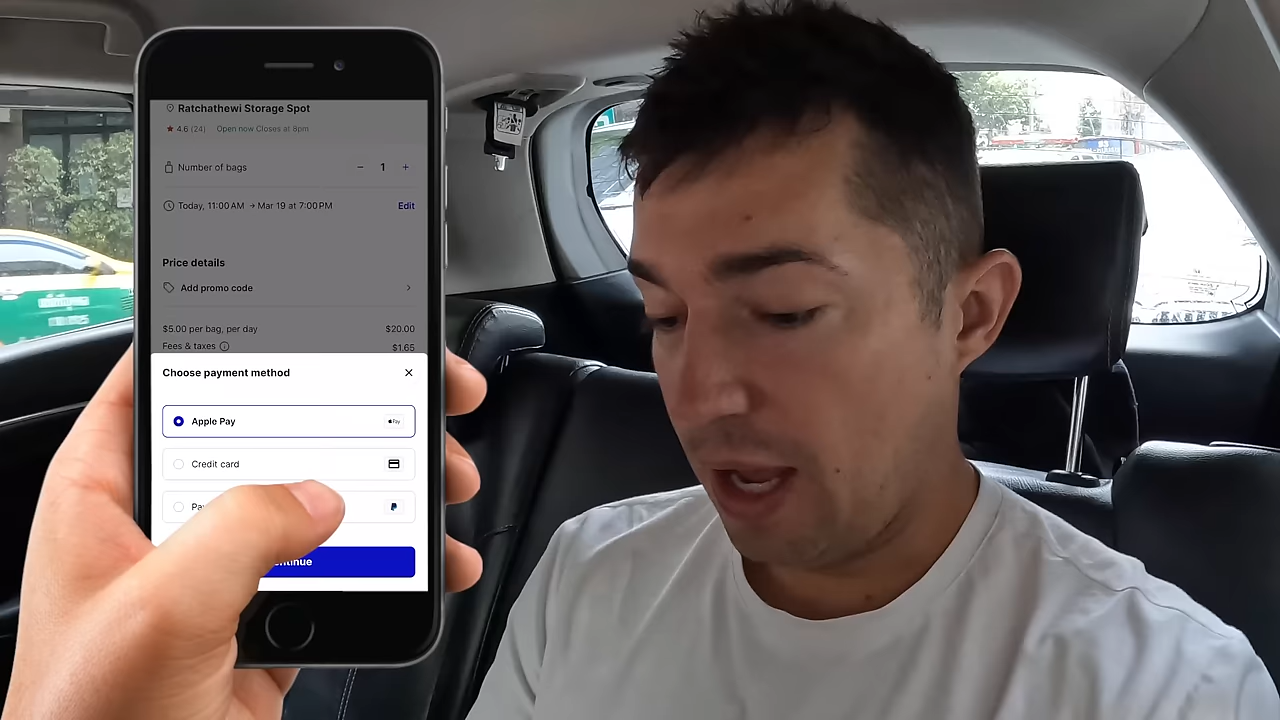 Ratchathewi Storage Spot
★ 4.6 (24) Open now Closes at 8pm
Number of bags − 1 +
Today, 11:00 AM → Mar 19 at 7:00 PM Edit
Price details
Add promo code >
$5.00 per bag, per day $20.00
Fees & taxes $1.65
Choose payment method ×
Apple Pay Pay
Credit card